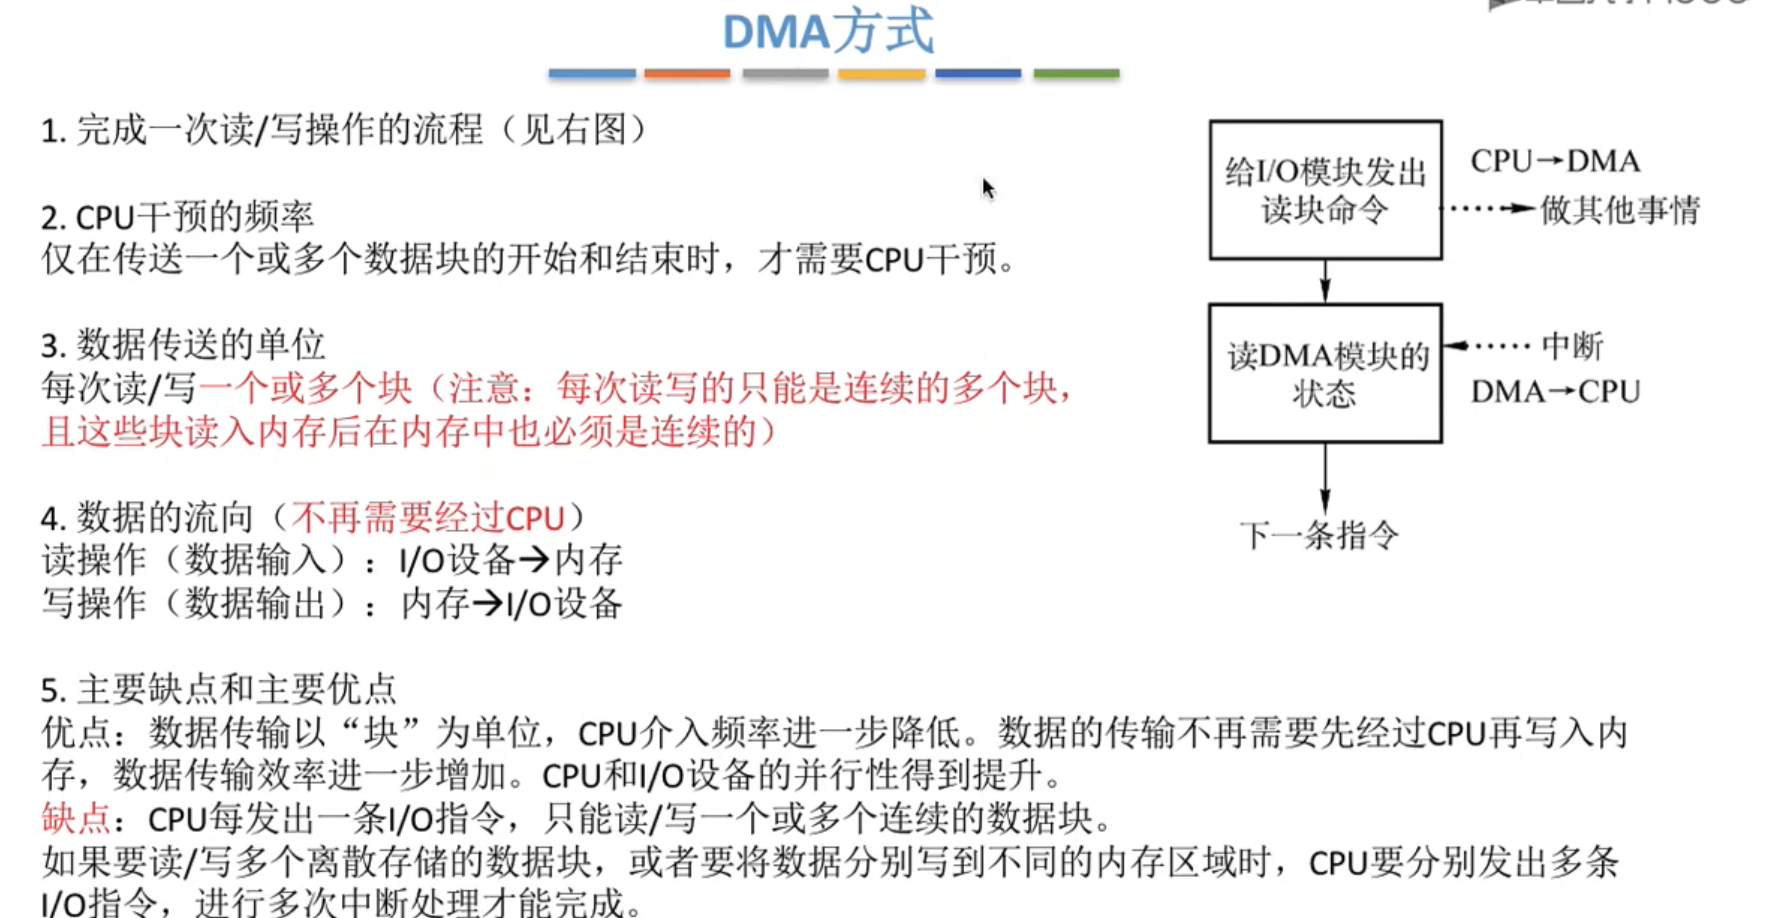 DMA方式
1. 完成一次读/写操作的流程（见右图）
2. CPU干预的频率
仅在传送一个或多个数据块的开始和结束时，才需要CPU干预。
3. 数据传送的单位
每次读/写一个或多个块（注意：每次读写的只能是连续的多个块，
且这些块读入内存后在内存中也必须是连续的）
4. 数据的流向（不再需要经过CPU）
读操作（数据输入）：I/O设备→内存
写操作（数据输出）：内存→I/O设备
5. 主要缺点和主要优点
优点：数据传输以“块”为单位，CPU介入频率进一步降低。数据的传输不再需要先经过CPU再写入内
存，数据传输效率进一步增加。CPU和I/O设备的并行性得到提升。
缺点：CPU每发出一条I/O指令，只能读/写一个或多个连续的数据块。
如果要读/写多个离散存储的数据块，或者要将数据分别写到不同的内存区域时，CPU要分别发出多条
I/O指令，进行多次中断处理才能完成。
给I/O模块发出
读块命令
CPU→DMA
做其他事情
读DMA模块的
状态
中断
DMA→CPU
下一条指令